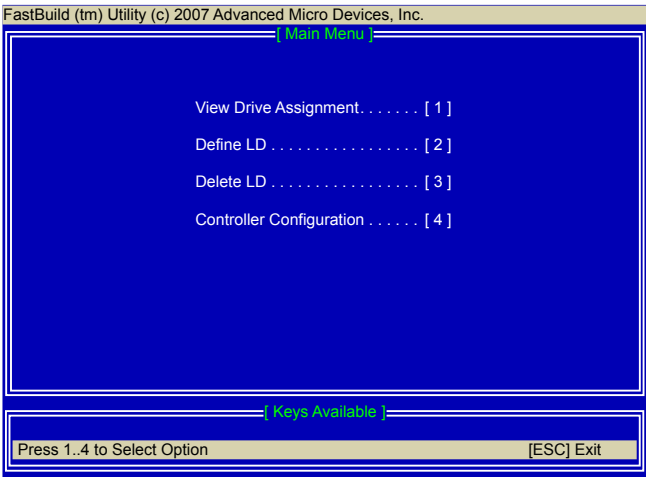 FastBuild (tm) Utility (c) 2007 Advanced Micro Devices, Inc.
[ Main Menu ]
View Drive Assignment. . . . . . . [ 1 ]
Define LD . . . . . . . . . . . . . . . . . [ 2 ]
Delete LD . . . . . . . . . . . . . . . . . [ 3 ]
Controller Configuration . . . . . . [ 4 ]
[ Keys Available ]
Press 1..4 to Select Option [ESC] Exit